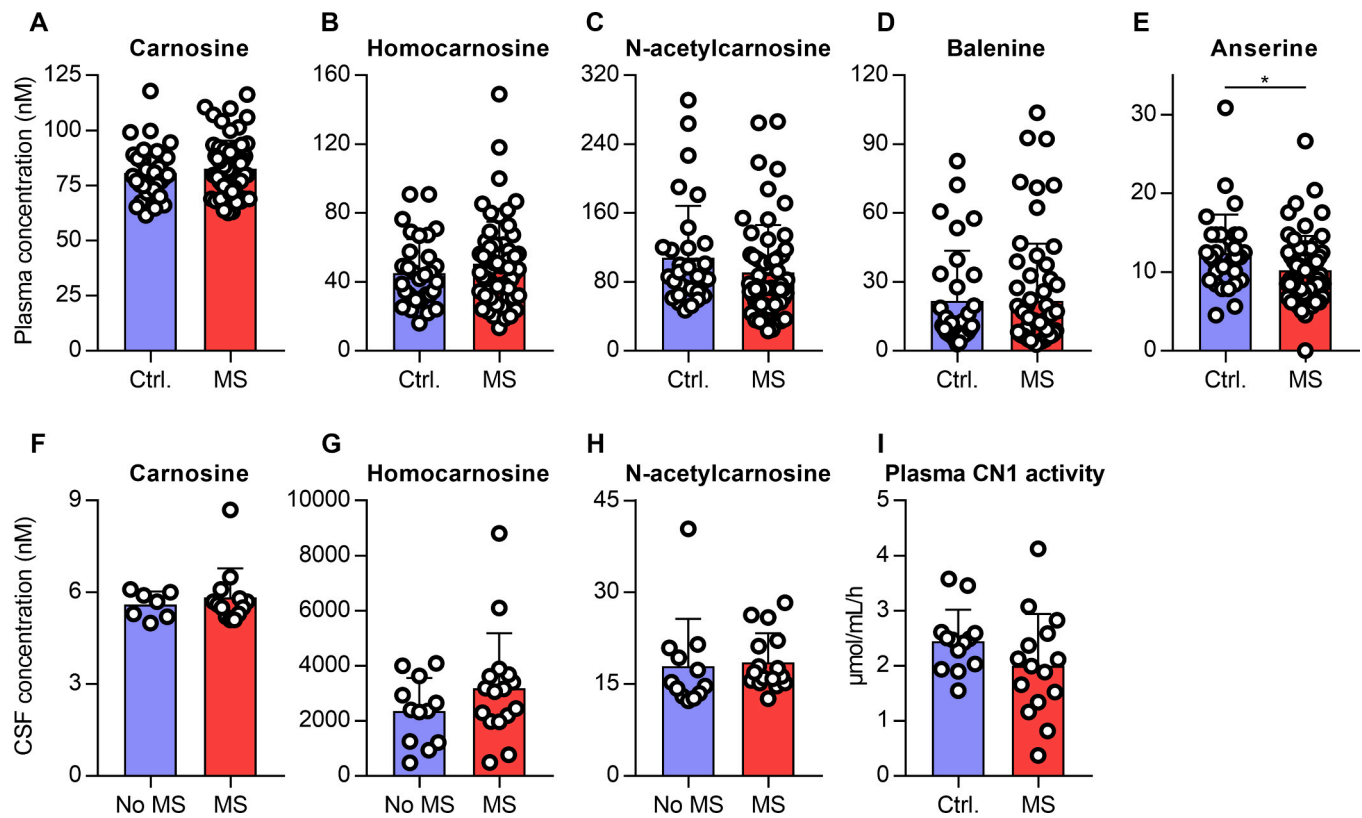 A
B
C
D
E
Carnosine
Homocarnosine
N-acetylcarnosine
Balenine
Anserine
Plasma concentration (nM)
125
100
75
50
25
0
Ctrl.
MS
160
120
80
40
0
Ctrl.
MS
320
240
160
80
0
Ctrl.
MS
120
90
60
30
0
Ctrl.
MS
30
20
10
0
*
Ctrl.
MS
F
G
H
I
Carnosine
Homocarnosine
N-acetylcarnosine
Plasma CN1 activity
CSF concentration (nM)
9
6
3
0
No MS
MS
10000
8000
6000
4000
2000
0
No MS
MS
45
30
15
0
No MS
MS
µmol/mL/h
5
4
3
2
1
0
Ctrl.
MS